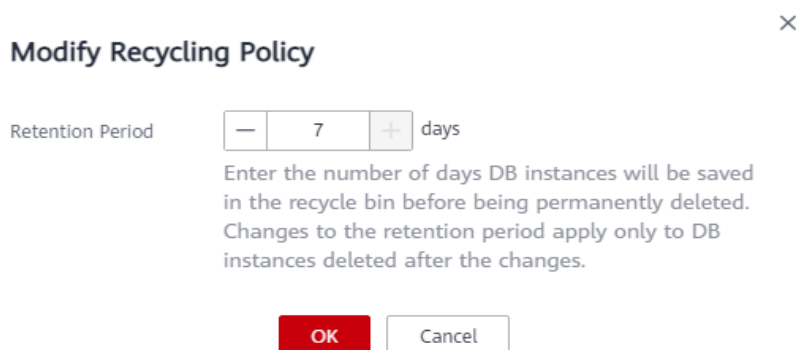 Modify Recycling Policy
Retention Period — 7 + days
Enter the number of days DB instances will be saved
in the recycle bin before being permanently deleted.
Changes to the retention period apply only to DB
instances deleted after the changes.
OK Cancel